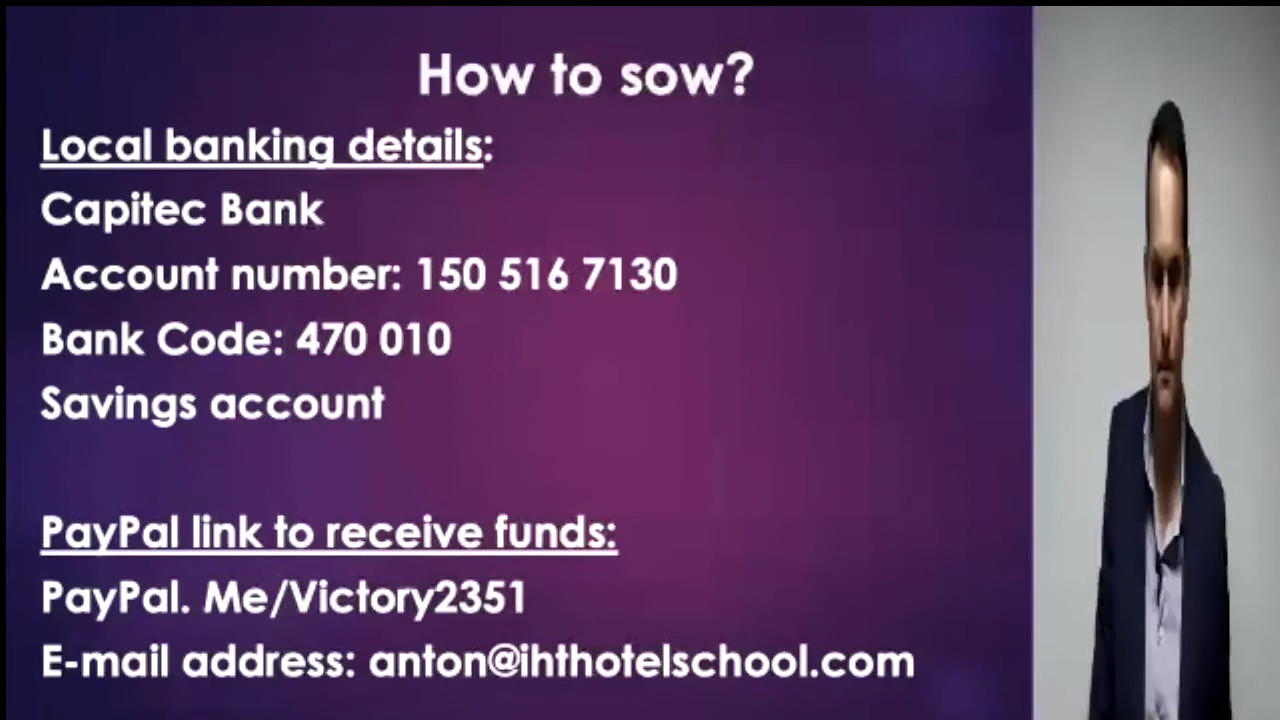 How to sow?
Local banking details:
Capitec Bank
Account number: 150 516 7130
Bank Code: 470 010
Savings account
PayPal link to receive funds:
PayPal. Me/Victory2351
E-mail address: anton@ihthotelschool.com